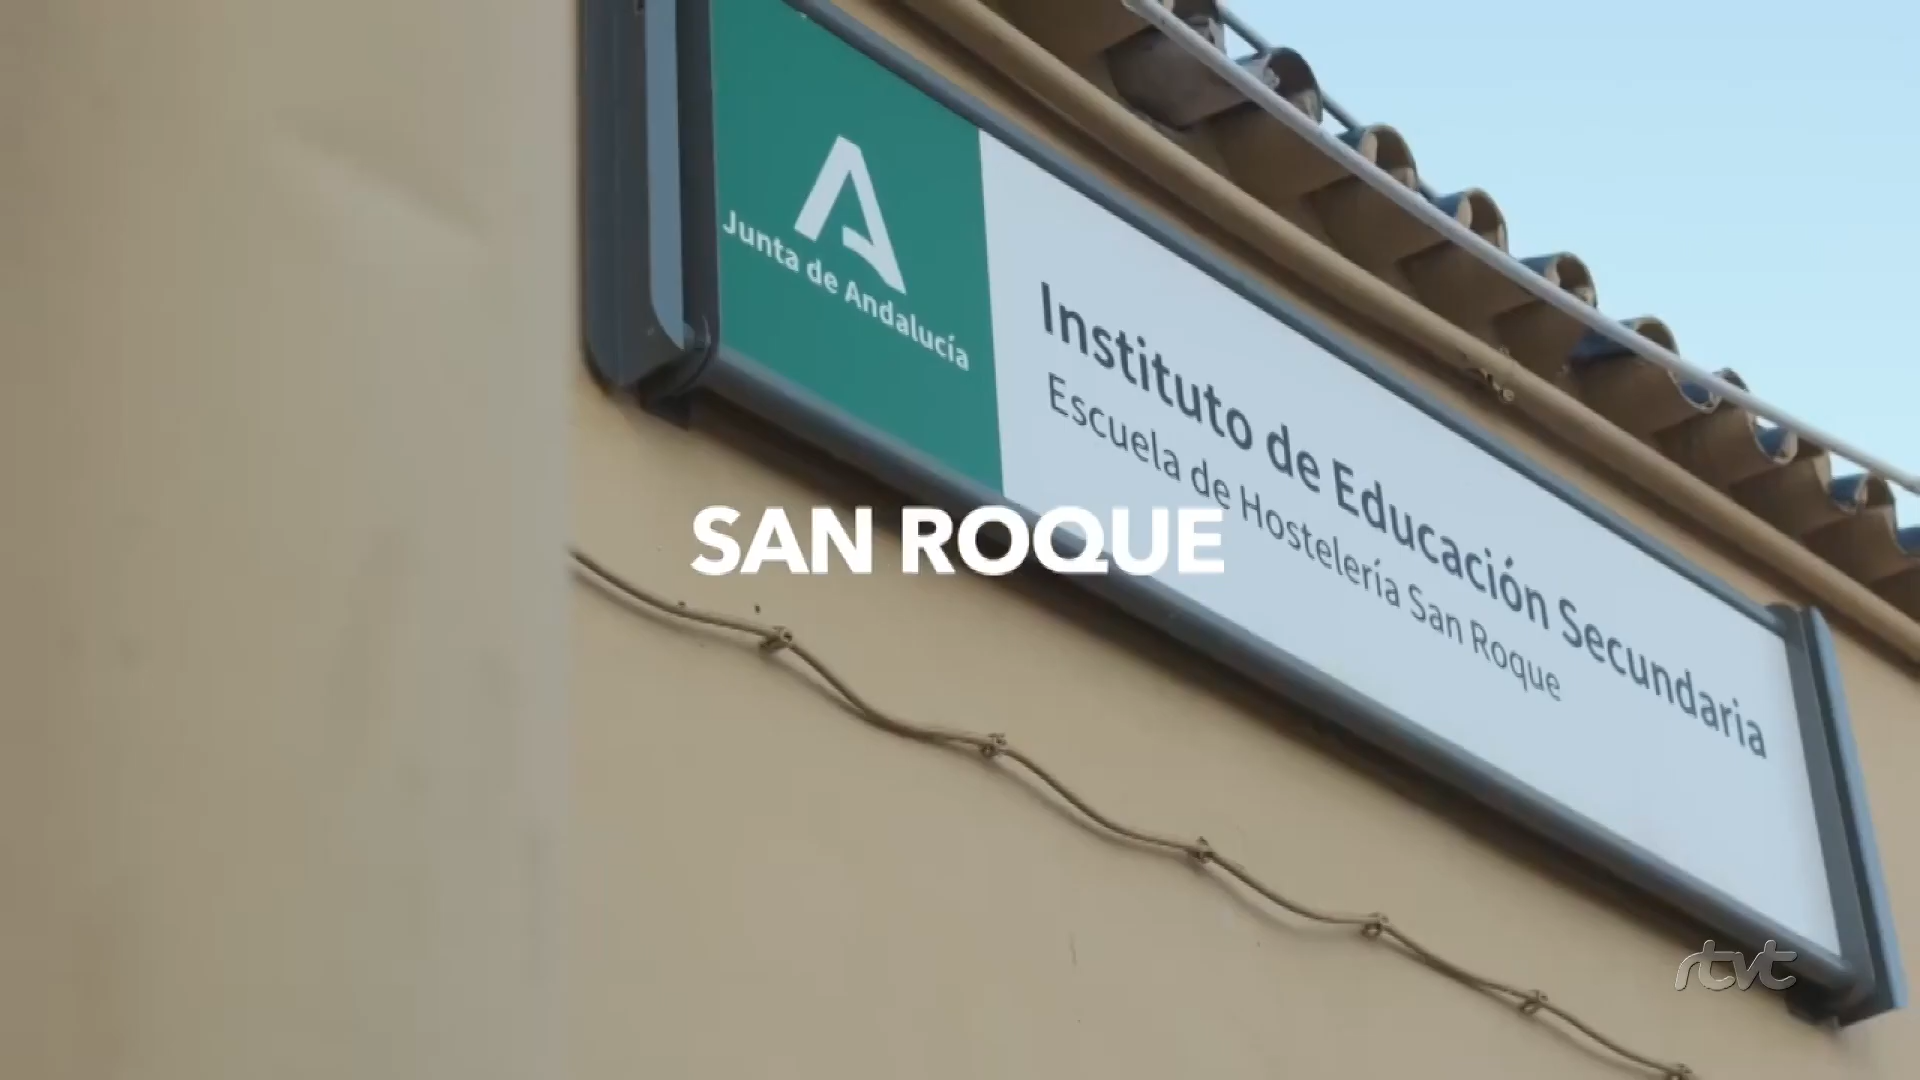 Junta de Andalucía
Instituto de Educación Secundaria
Escuela de Hostelería San Roque
SAN ROQUE
rtvt